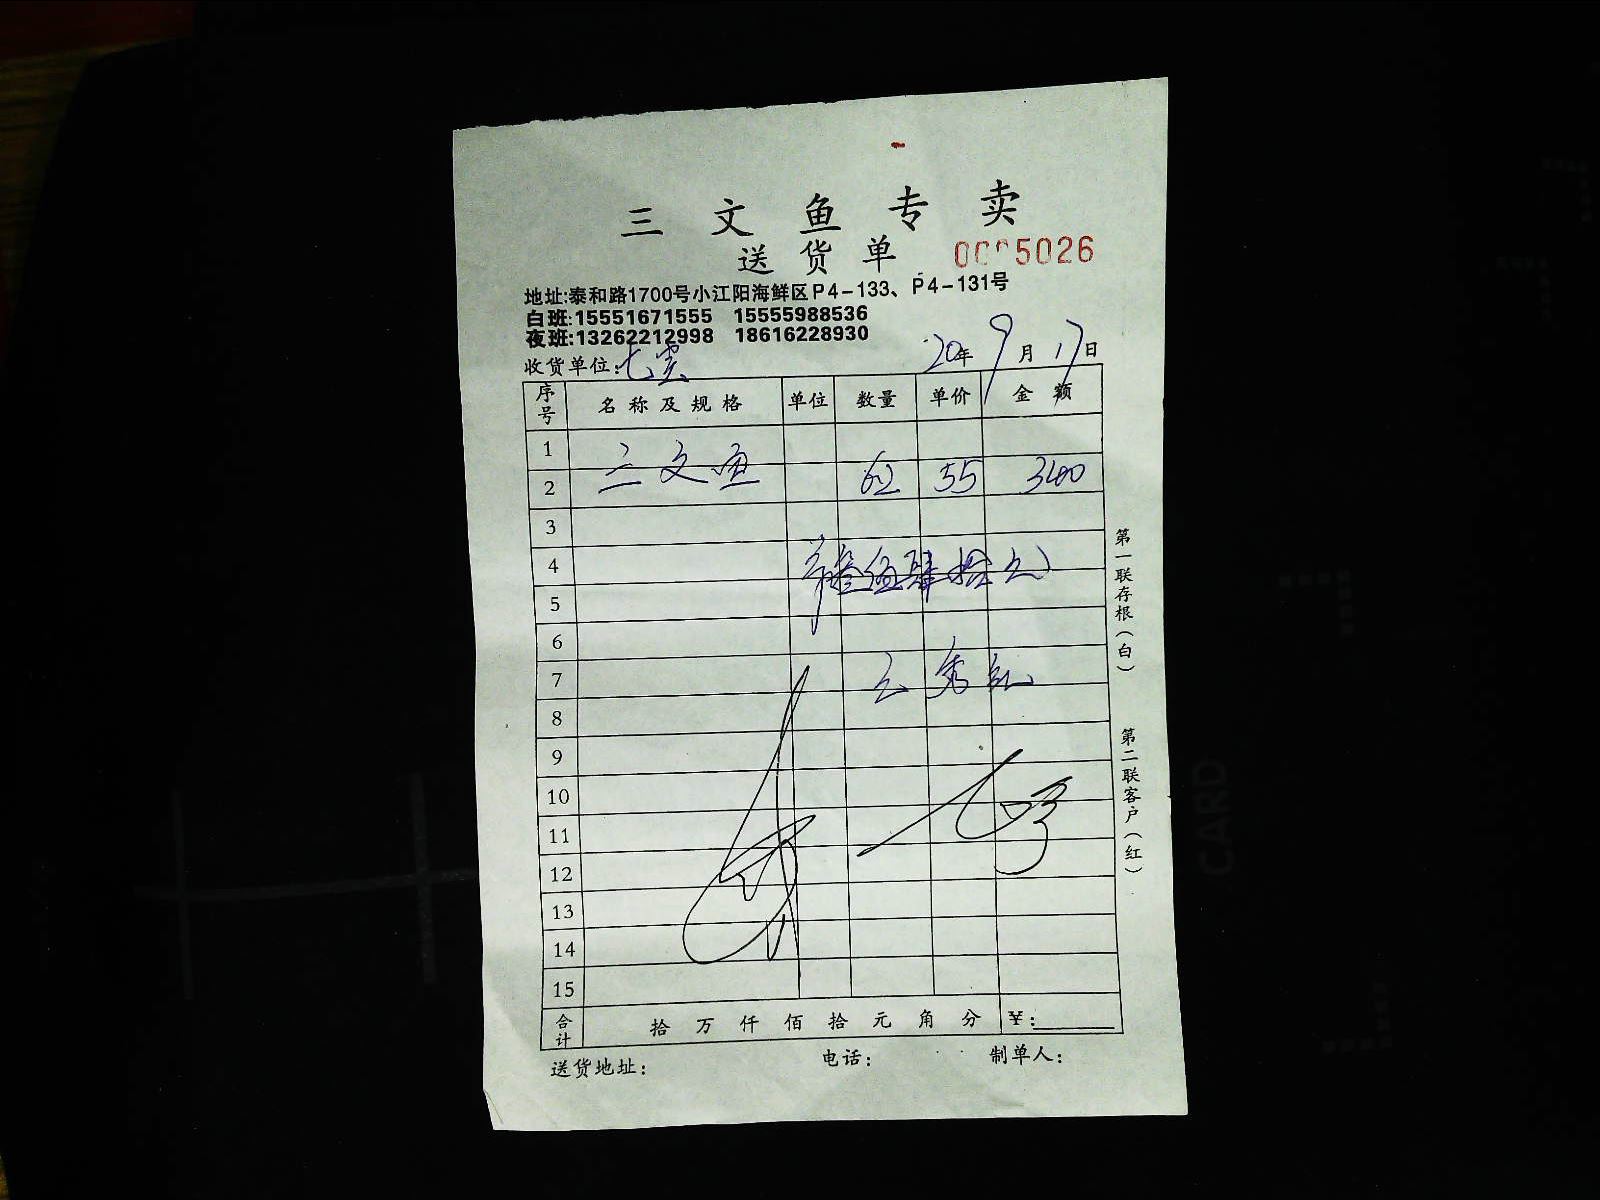 三文鱼专卖
送货单 5026
地址:泰和路1700号小江阳海鲜区P4-133、P4-131号
白班:15551671555 15555988536
夜班:13262212998 18616228930
收货单位: 20年9月17日
序号 名称及规格 单位 数量 单价 金额
1
三文鱼
2 62 55 3400
3
4
伍肆拾
5
6
7 秀红
8
9
10
11
12
13
14
15
合计 拾万仟佰拾元角分 ¥:
送货地址: 电话: 制单人:
第一联存根(白)
第二联客户(红)